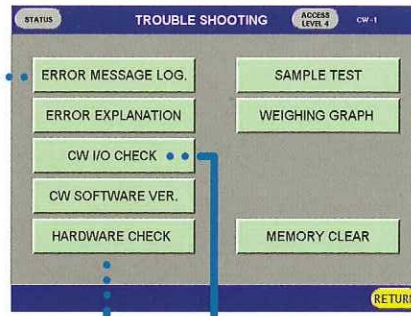 STATUS
TROUBLE SHOOTING
ACCESS
LEVEL 4
CW-1
ERROR MESSAGE LOG.
SAMPLE TEST
ERROR EXPLANATION
WEIGHING GRAPH
CW I/O CHECK
CW SOFTWARE VER.
HARDWARE CHECK
MEMORY CLEAR
RETURN